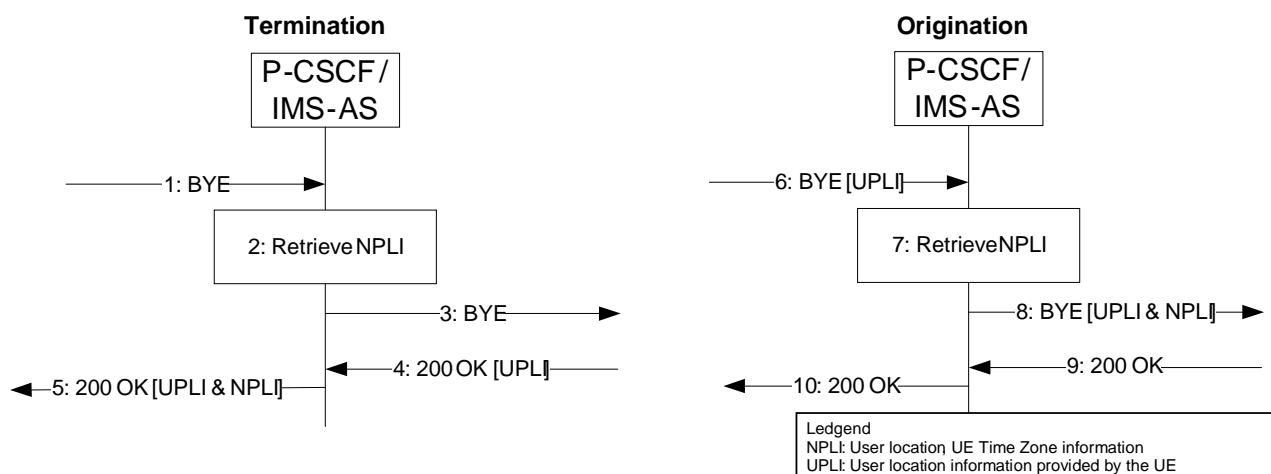 Termination
P-CSCF/
IMS-AS
1: BYE
2: Retrieve NPLI
3: BYE
4: 200 OK [UPLI]
5: 200 OK [UPLI & NPLI]
Origination
P-CSCF/
IMS-AS
6: BYE [UPLI]
7: Retrieve NPLI
8: BYE [UPLI & NPLI]
9: 200 OK
10: 200 OK
Ledgend
NPLI: User location, UE Time Zone information
UPLI: User location information provided by the UE